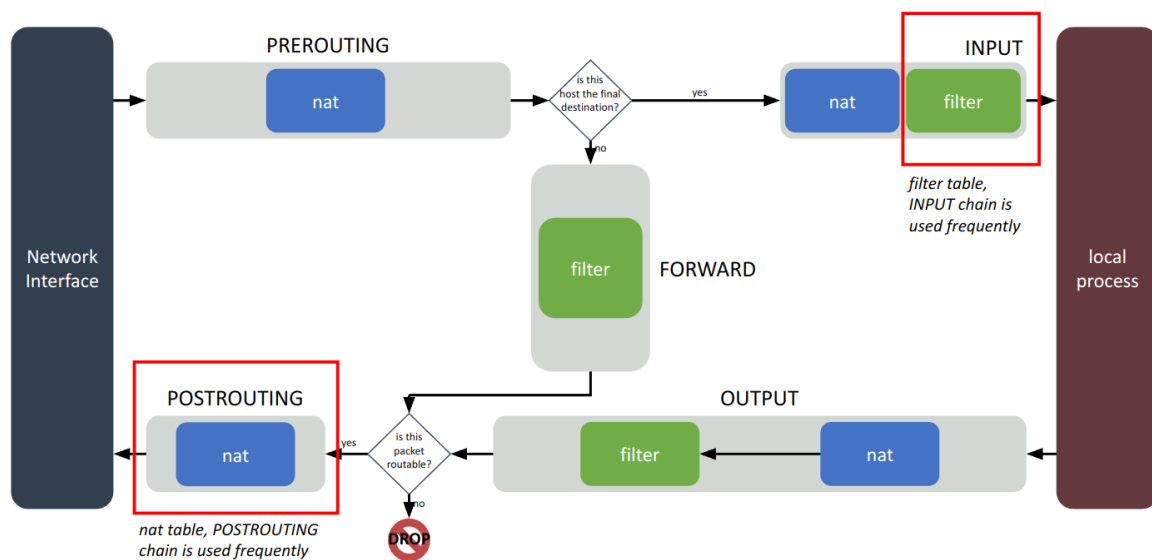 PREROUTING
INPUT
is this
host the final
destination?
nat
yes
nat
filter
no
filter table,
INPUT chain is
used frequently
Network
Interface
filter
FORWARD
local
process
POSTROUTING
OUTPUT
is this
packet
routable?
yes
nat
filter
nat
no
DROP
nat table, POSTROUTING
chain is used frequently